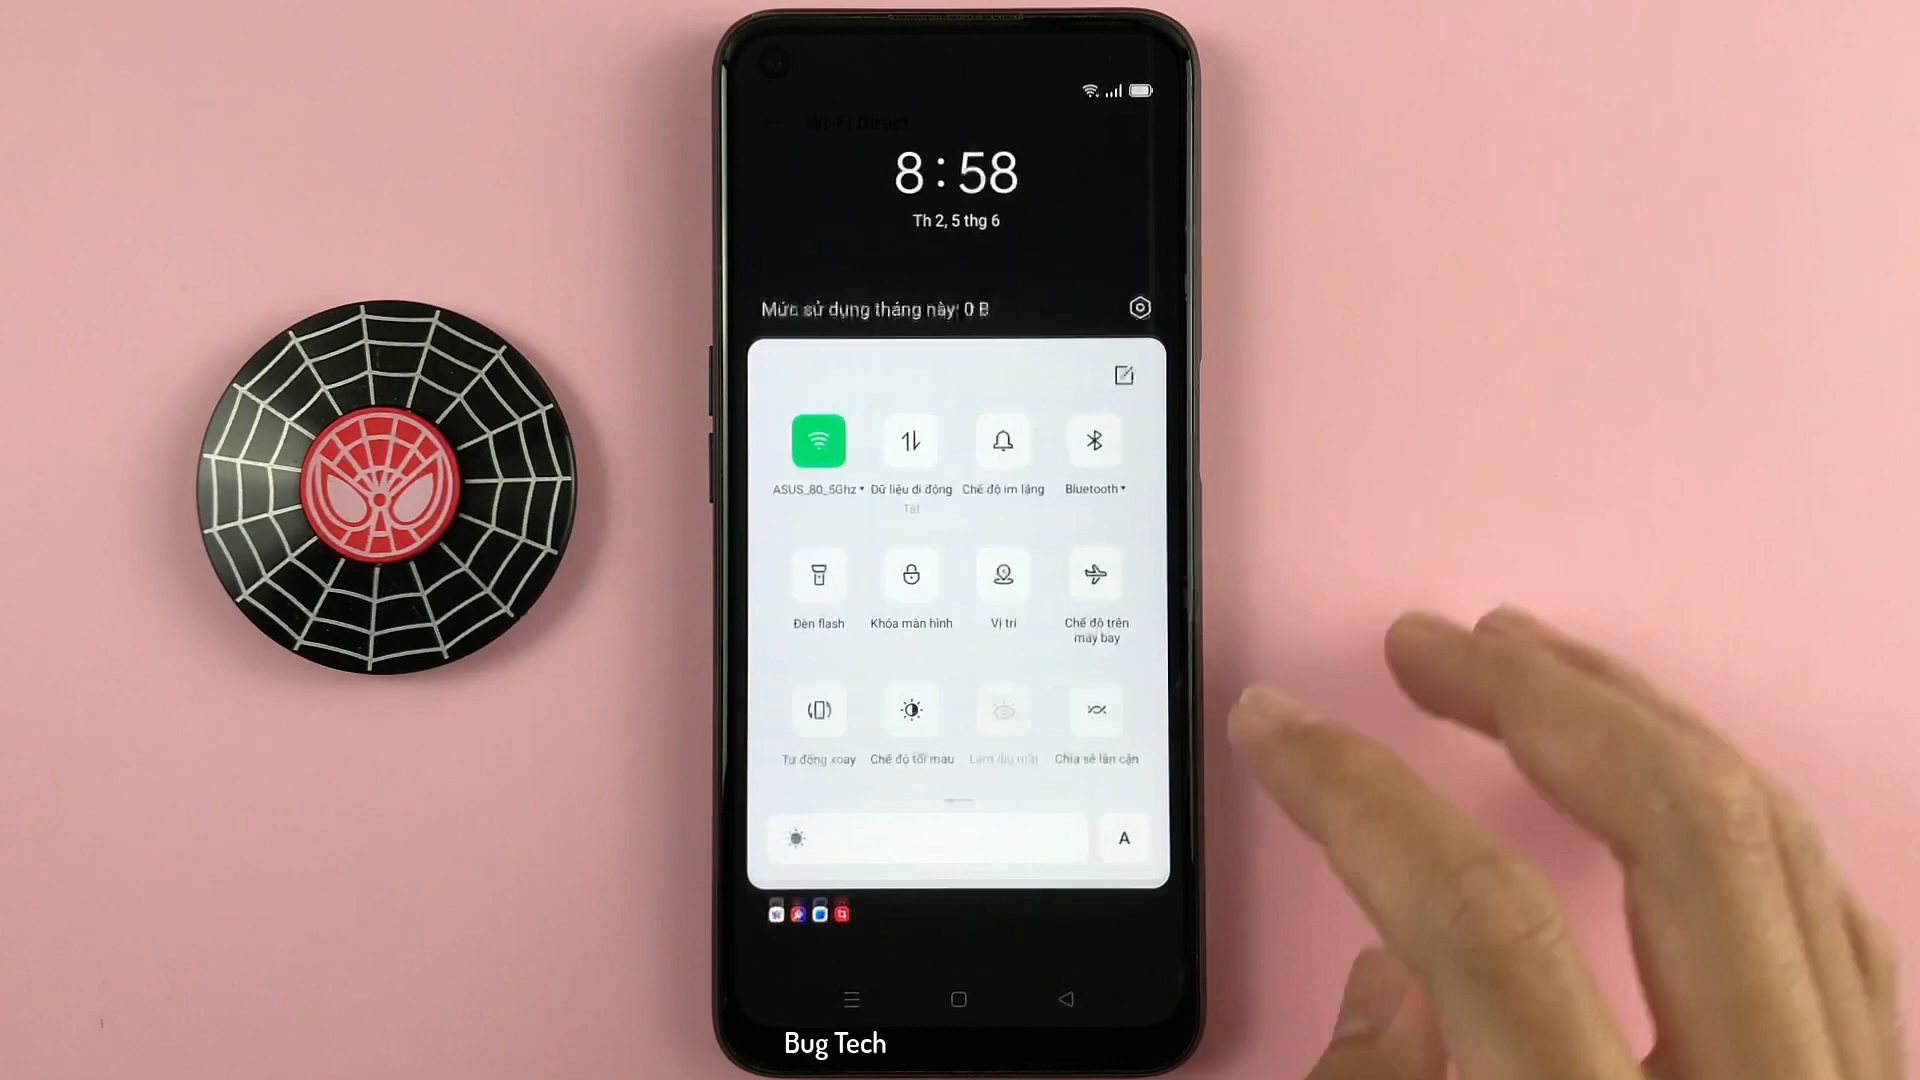 Wi-Fi Direct
8:58
Th 2, 5 thg 6
Mức sử dụng tháng này: 0 B
ASUS_80_5Ghz
Dữ liệu di động
Tắt
Chế độ im lặng
Bluetooth
Đèn flash
Khóa màn hình
Vị trí
Chế độ trên
máy bay
Tự động xoay
Chế độ tối màu
Làm dịu mắt
Chia sẻ lân cận
A
Bug Tech